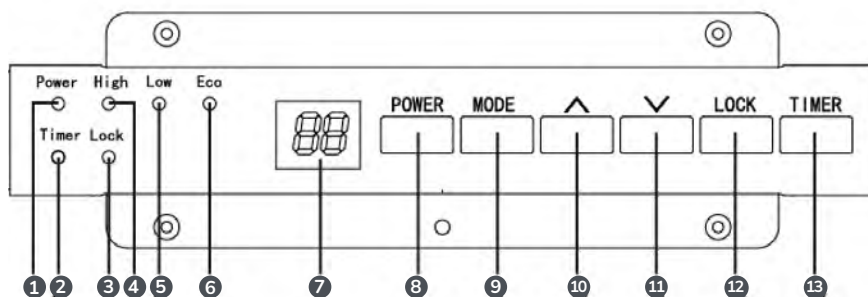 Power High Low Eco
POWER MODE ∧ ∨ LOCK TIMER
Timer Lock
88
1 2 3 4 5 6 7 8 9 10 11 12 13